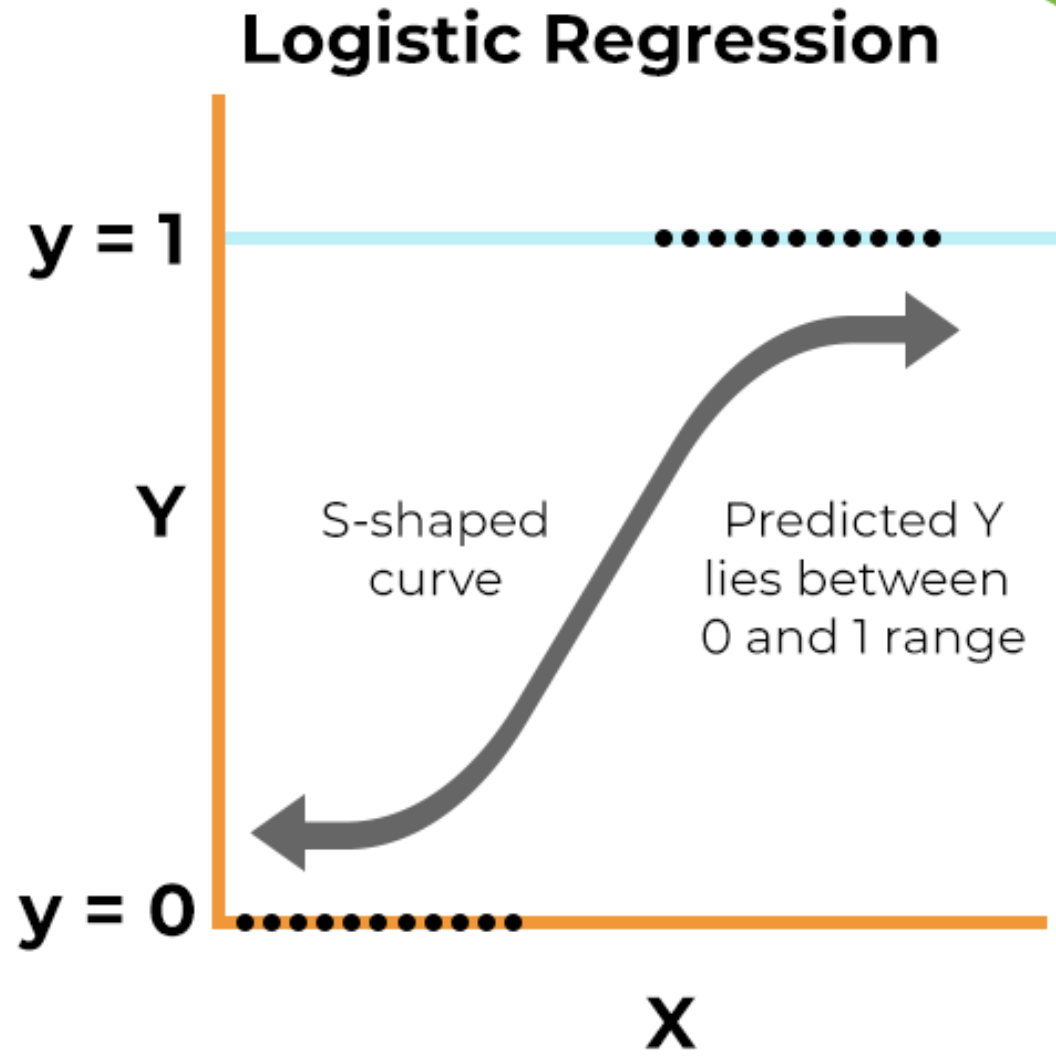 Logistic Regression
y = 1
Y
S-shaped
curve
Predicted Y
lies between
0 and 1 range
y = 0
X